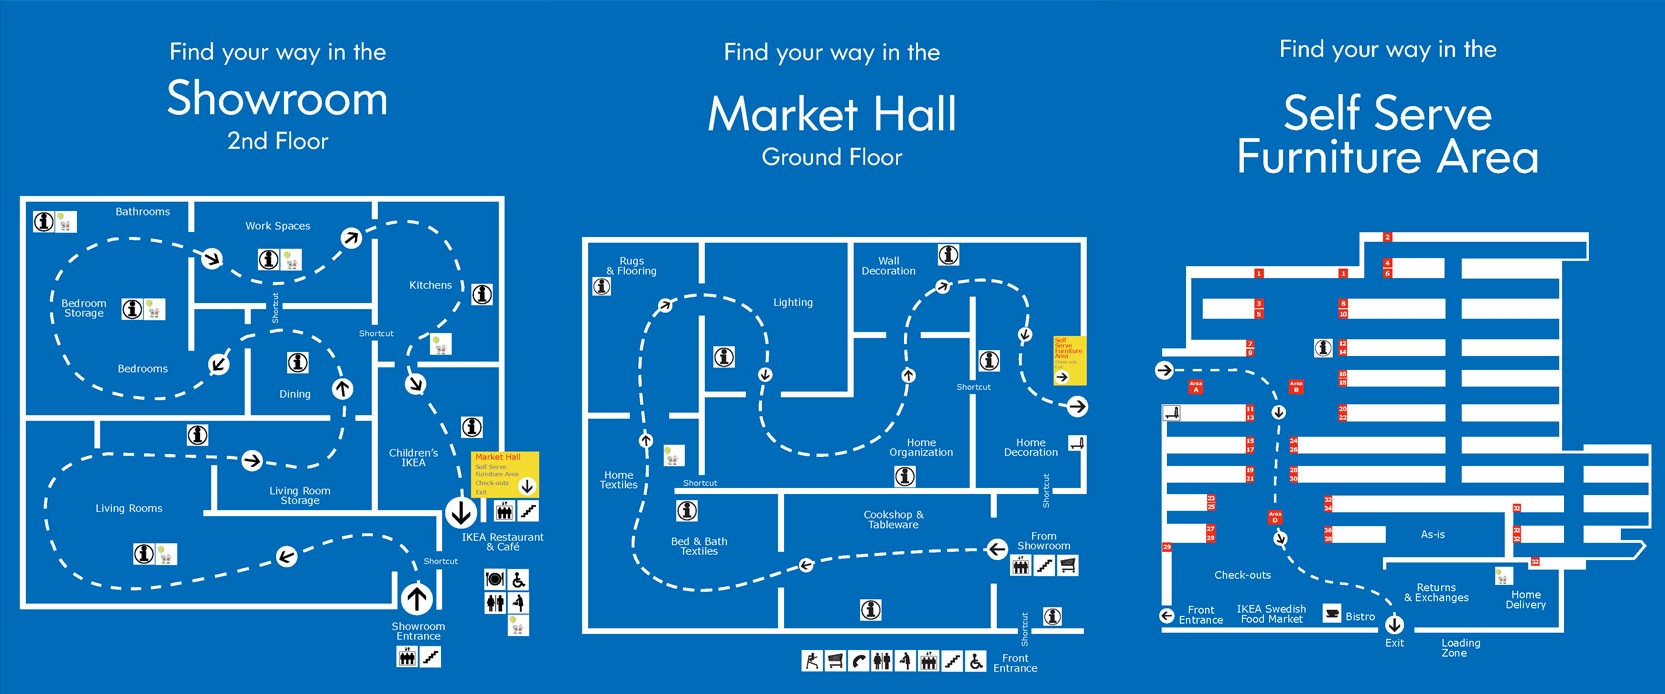 Find your way in the
Showroom
2nd Floor
Bathrooms
Work Spaces
Kitchens
Bedroom
Storage
Shortcut
Shortcut
Bedrooms
Dining
Children's
IKEA
Market Hall
Self Serve
Furniture Area
Check-outs
Exit
Living Room
Storage
Living Rooms
IKEA Restaurant
& Café
Shortcut
Showroom
Entrance
Find your way in the
Market Hall
Ground Floor
Rugs
& Flooring
Wall
Decoration
Lighting
Self
Serve
Furniture
Area
Check-outs
Exit
Shortcut
Home
Organization
Home
Decoration
Home
Textiles
Shortcut
Shortcut
Cookshop &
Tableware
Bed & Bath
Textiles
From
Showroom
Shortcut
Front
Entrance
Find your way in the
Self Serve
Furniture Area
2
4
6
1
1
3
5
8
10
7
9
12
14
16
18
Area
A
Area
B
11
13
20
22
15
17
24
26
19
21
28
30
23
25
32
34
32
Area
D
27
29
36
38
32
32
As-is
29
32
Check-outs
Returns
& Exchanges
Home
Delivery
Front
Entrance
IKEA Swedish
Food Market
Bistro
Exit
Loading
Zone